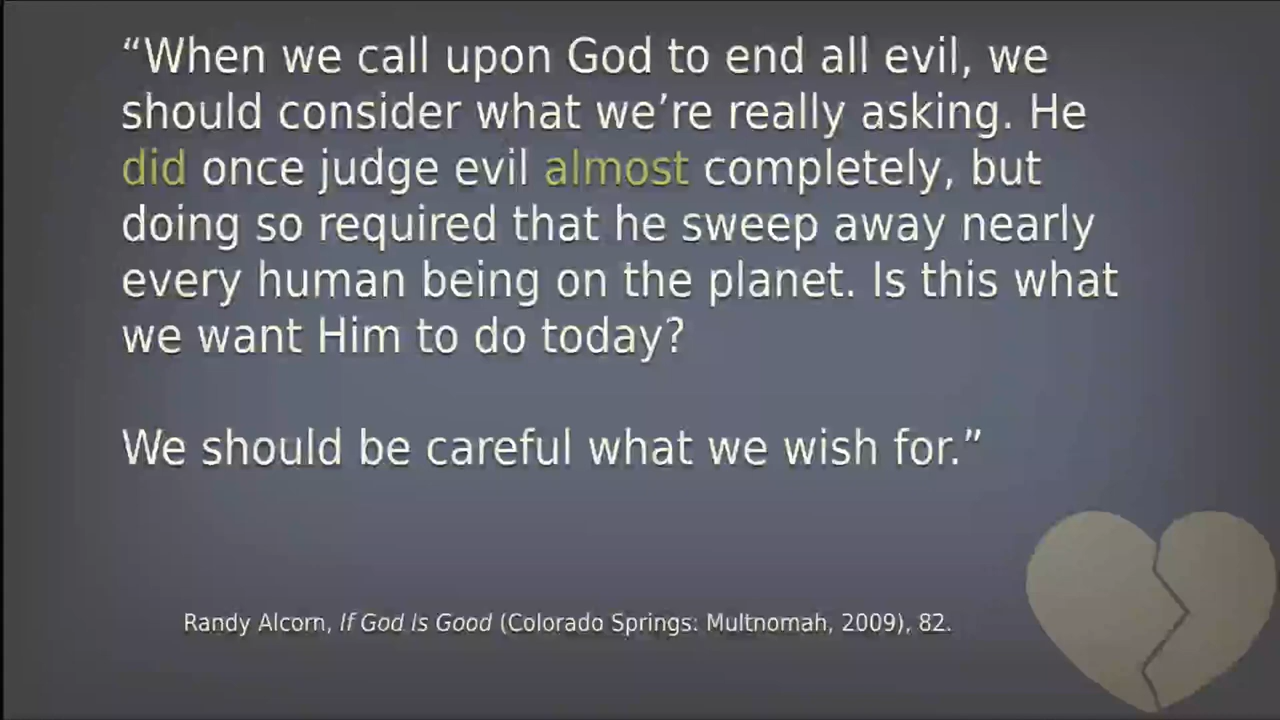 “When we call upon God to end all evil, we
should consider what we’re really asking. He
did once judge evil almost completely, but
doing so required that he sweep away nearly
every human being on the planet. Is this what
we want Him to do today?
We should be careful what we wish for.”
Randy Alcorn, If God Is Good (Colorado Springs: Multnomah, 2009), 82.